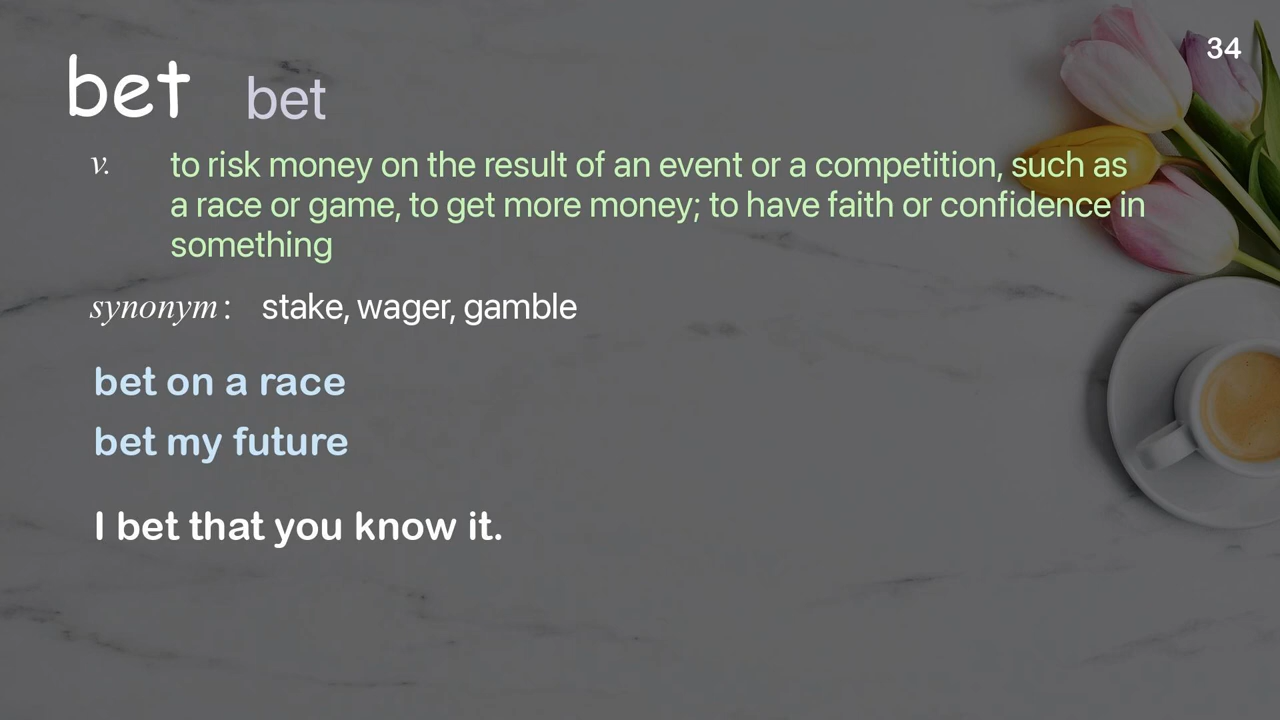 34
bet bet
v. to risk money on the result of an event or a competition, such as
a race or game, to get more money; to have faith or confidence in
something
synonym: stake, wager, gamble
bet on a race
bet my future
I bet that you know it.